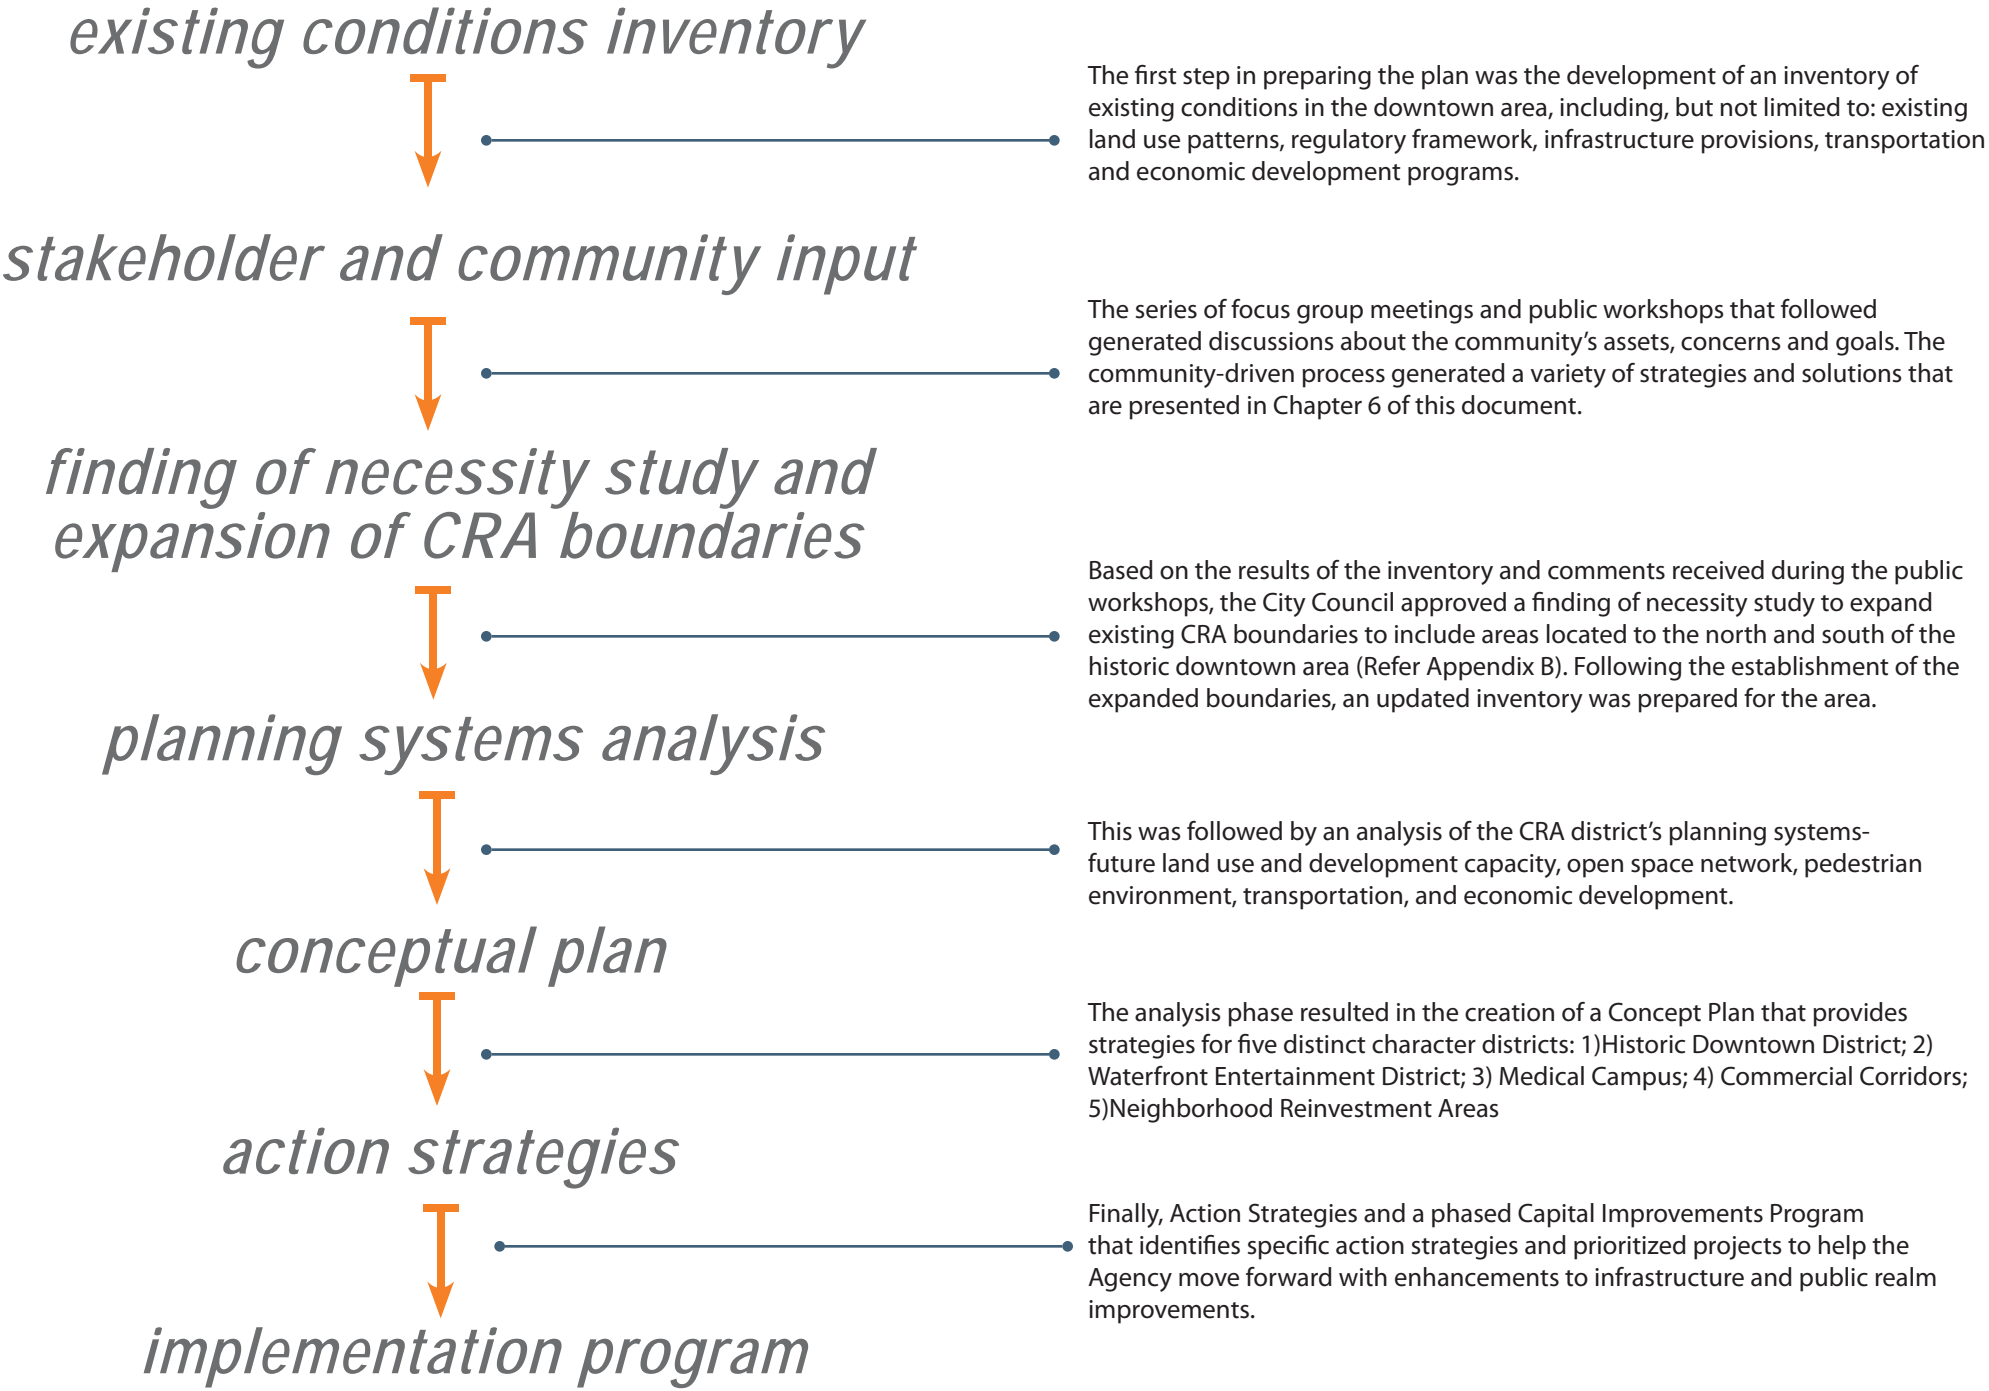 existing conditions inventory
The first step in preparing the plan was the development of an inventory of
existing conditions in the downtown area, including, but not limited to: existing
land use patterns, regulatory framework, infrastructure provisions, transportation
and economic development programs.
stakeholder and community input
The series of focus group meetings and public workshops that followed
generated discussions about the community’s assets, concerns and goals. The
community-driven process generated a variety of strategies and solutions that
are presented in Chapter 6 of this document.
finding of necessity study and
expansion of CRA boundaries
Based on the results of the inventory and comments received during the public
workshops, the City Council approved a finding of necessity study to expand
existing CRA boundaries to include areas located to the north and south of the
historic downtown area (Refer Appendix B). Following the establishment of the
expanded boundaries, an updated inventory was prepared for the area.
planning systems analysis
This was followed by an analysis of the CRA district’s planning systems-
future land use and development capacity, open space network, pedestrian
environment, transportation, and economic development.
conceptual plan
The analysis phase resulted in the creation of a Concept Plan that provides
strategies for five distinct character districts: 1)Historic Downtown District; 2)
Waterfront Entertainment District; 3) Medical Campus; 4) Commercial Corridors;
5)Neighborhood Reinvestment Areas
action strategies
Finally, Action Strategies and a phased Capital Improvements Program
that identifies specific action strategies and prioritized projects to help the
Agency move forward with enhancements to infrastructure and public realm
improvements.
implementation program